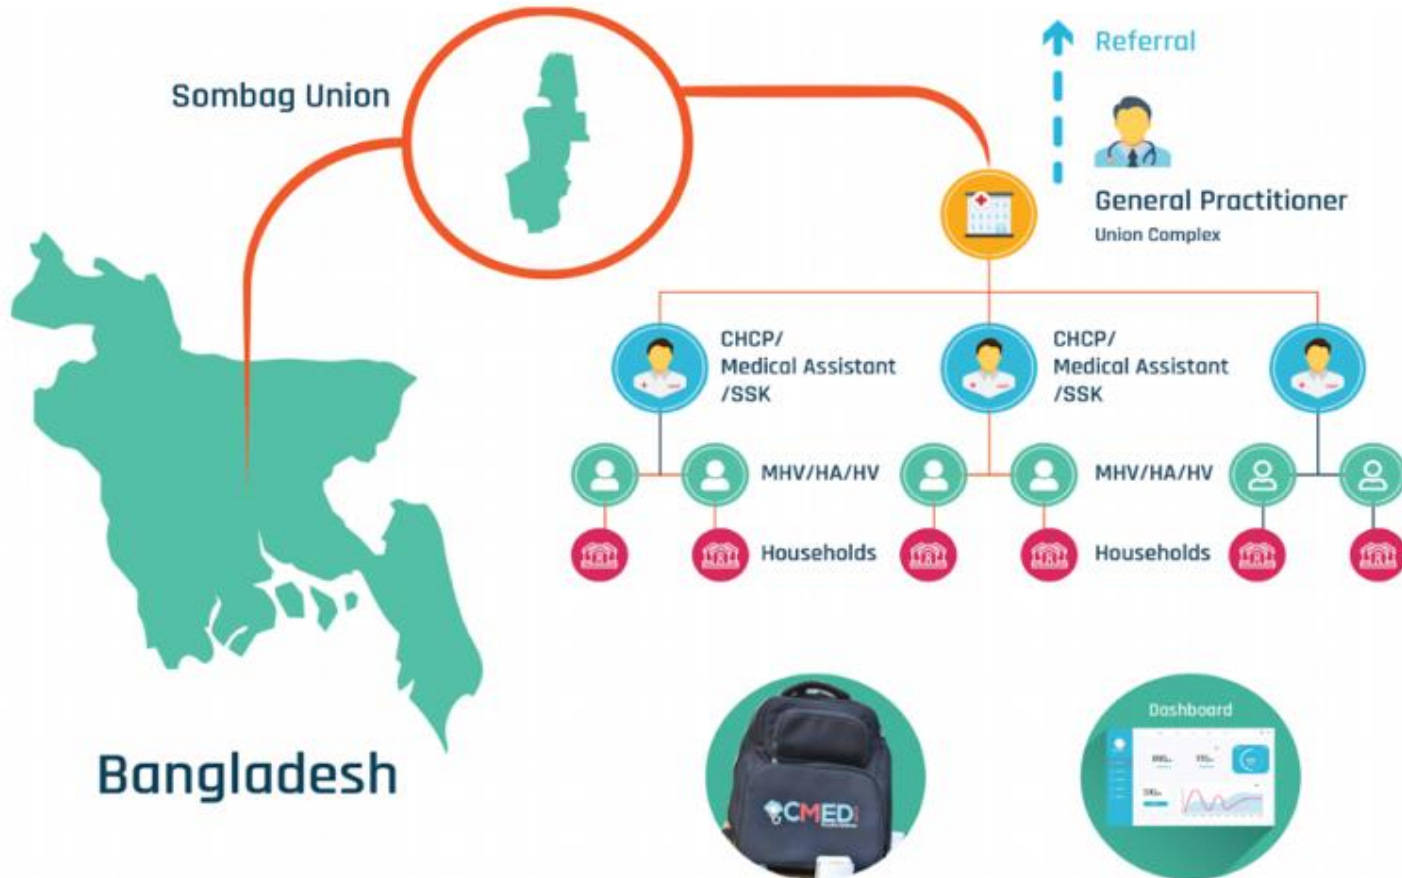 Sombag Union
Referral
General Practitioner
Union Complex
CHCP/
Medical Assistant
/SSK
CHCP/
Medical Assistant
/SSK
MHV/HA/HV
MHV/HA/HV
Households
Households
Bangladesh
CMED
Dashboard